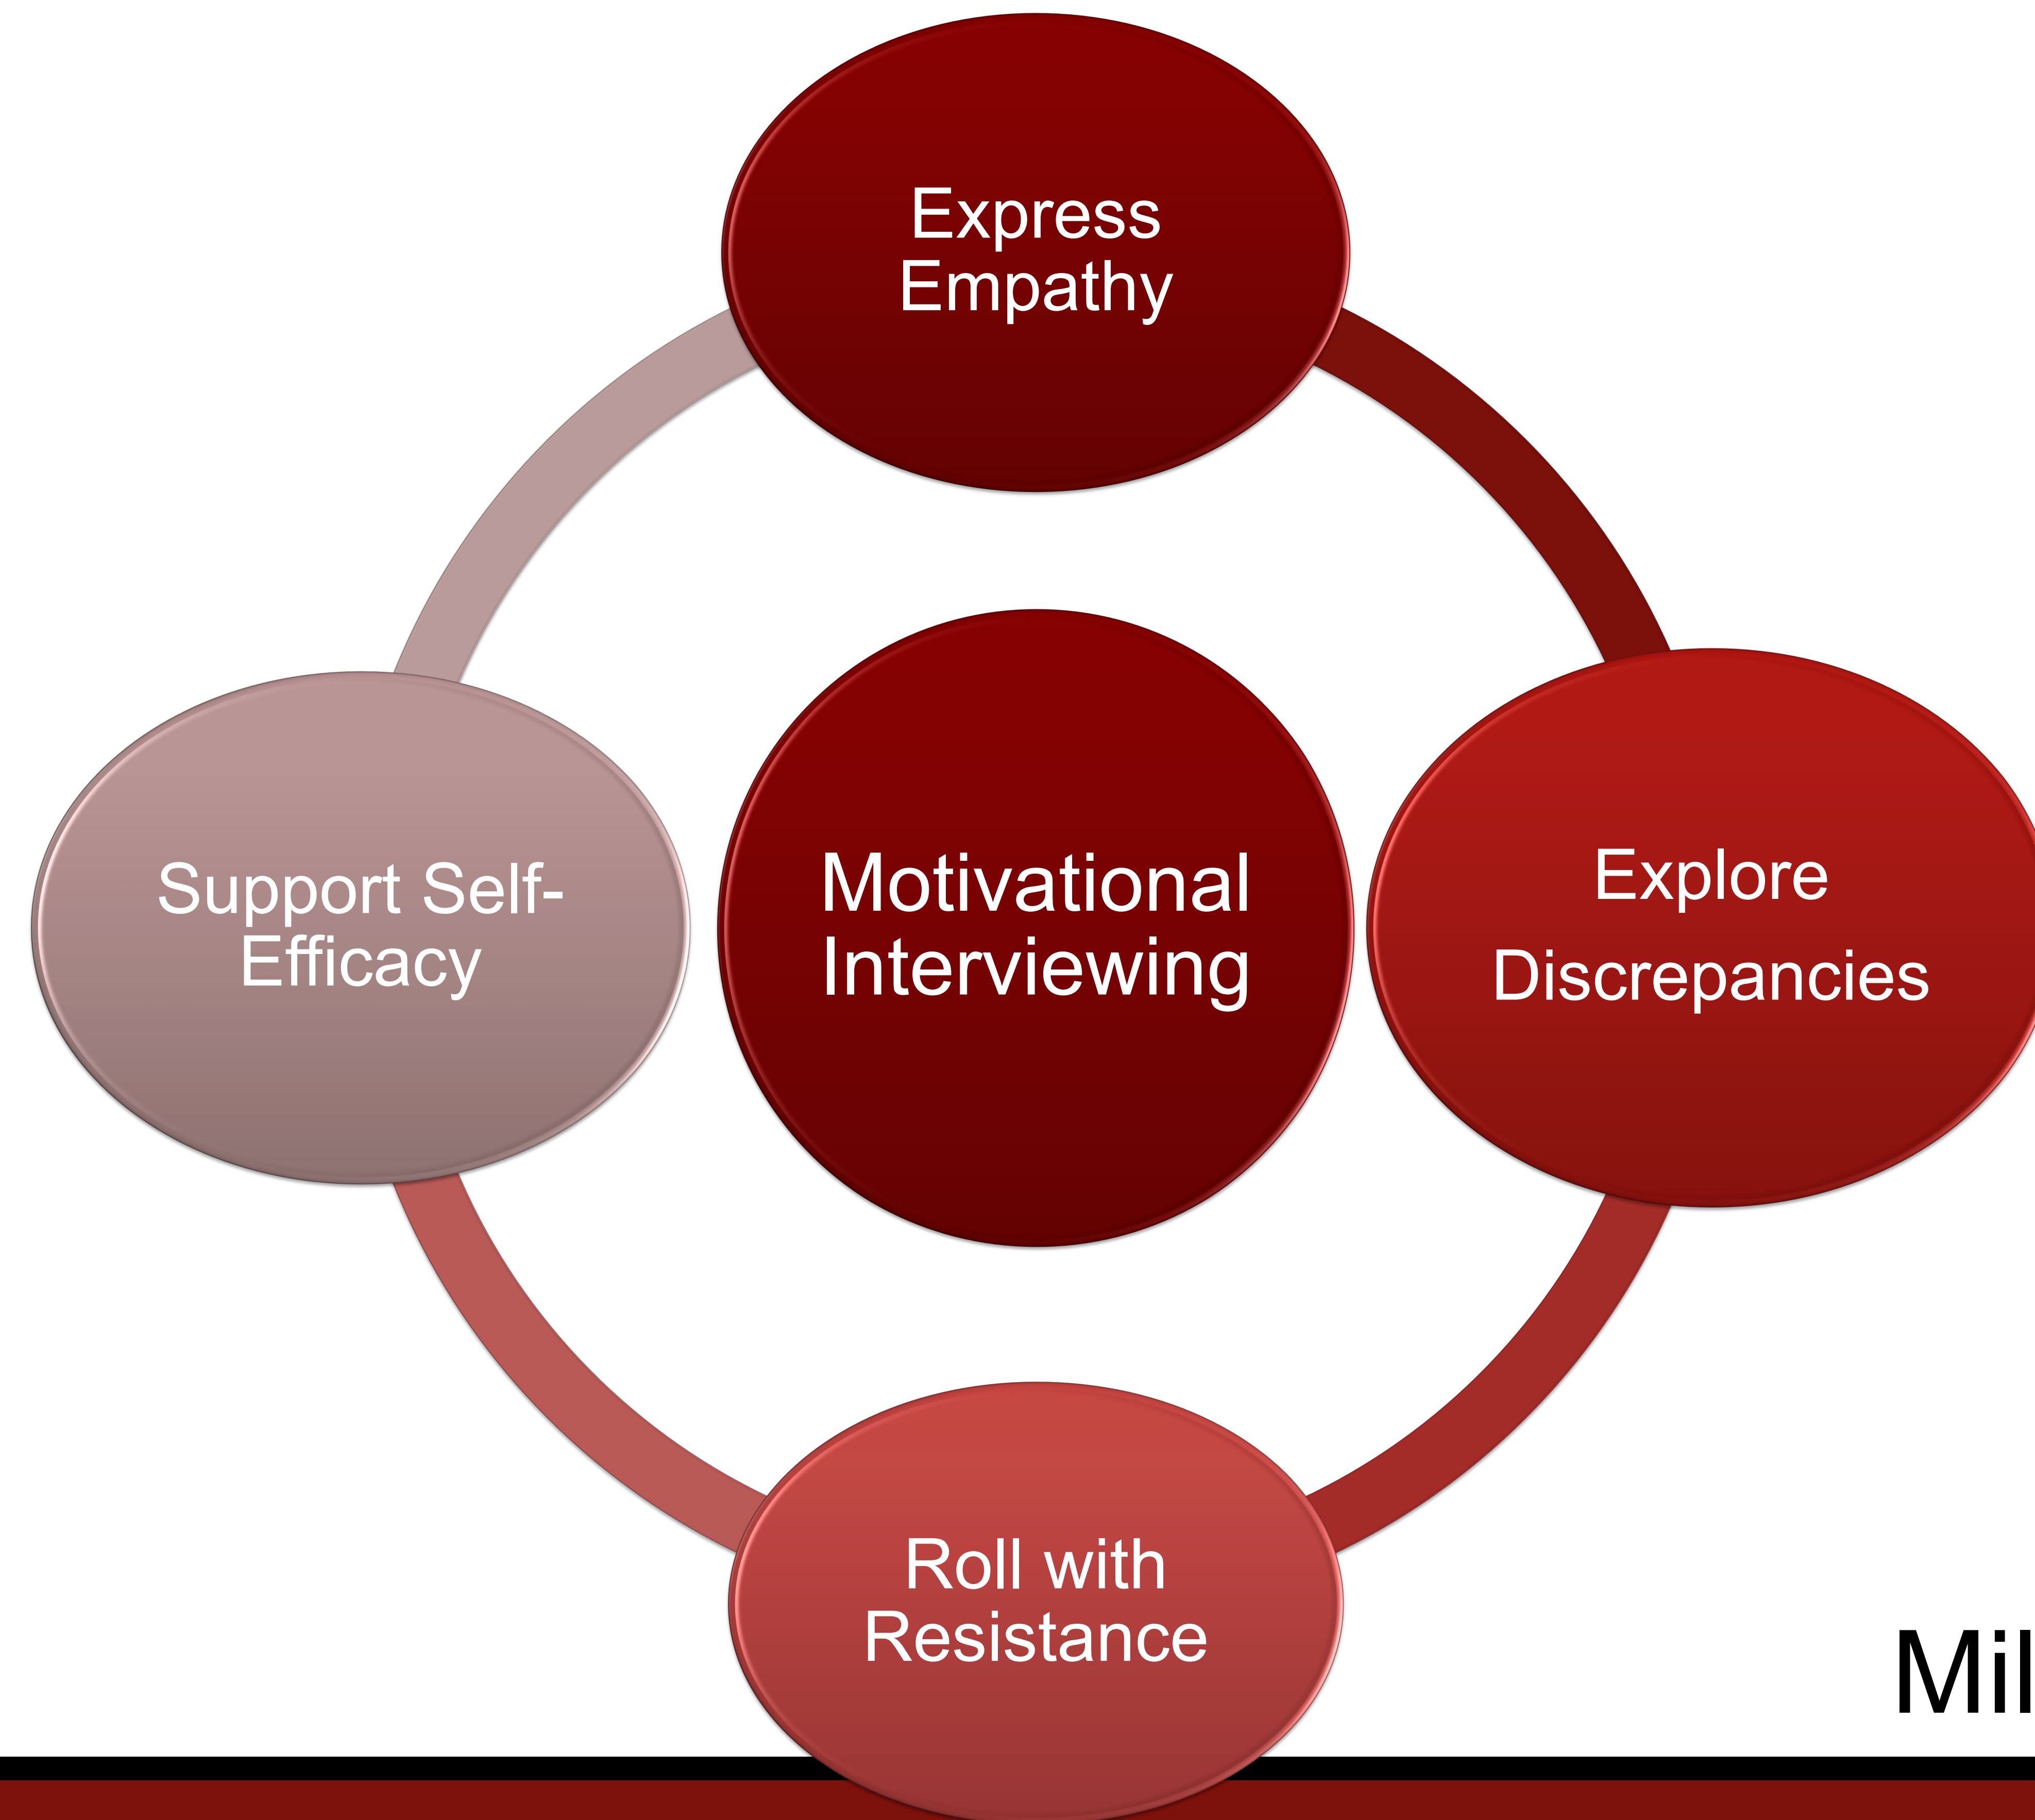 Express
Empathy
Support Self-
Efficacy
Motivational
Interviewing
Explore
Discrepancies
Roll with
Resistance
Mil